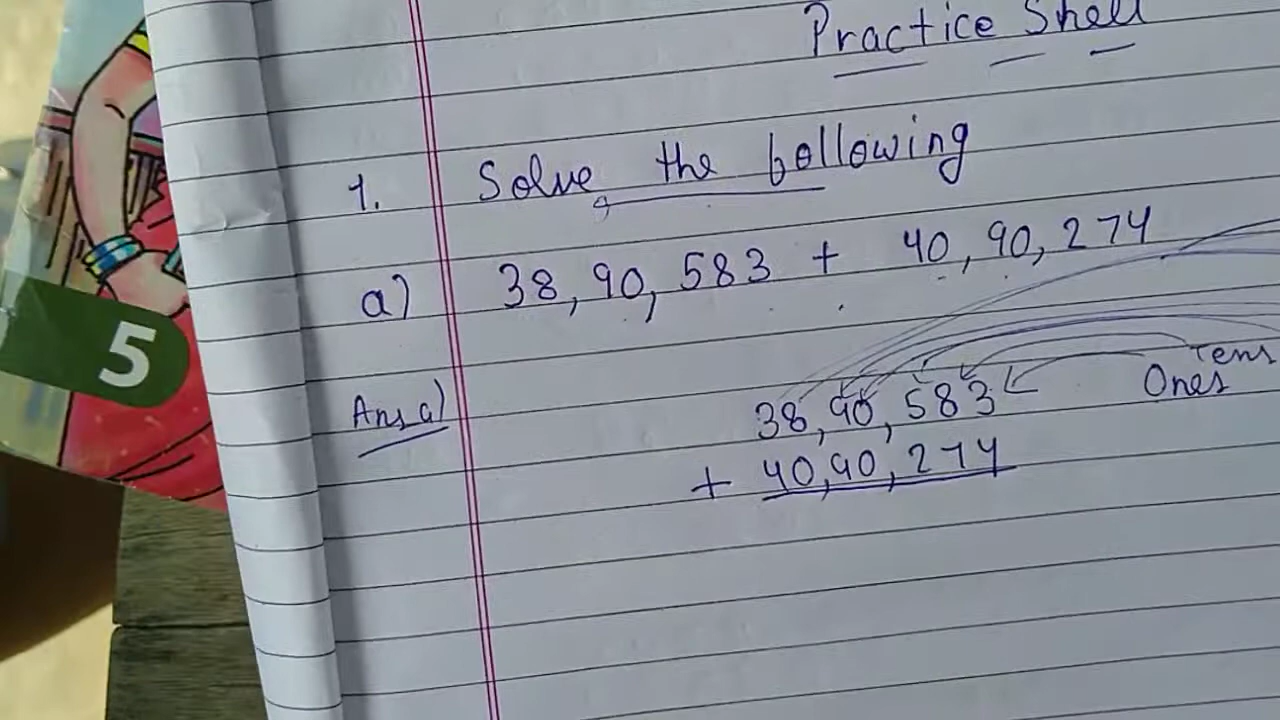 Practice Shell
1. Solve the following
a) 38,90,583 + 40,90,274
Ans a)
Tens
Ones
38,90,583
+ 40,90,274
5